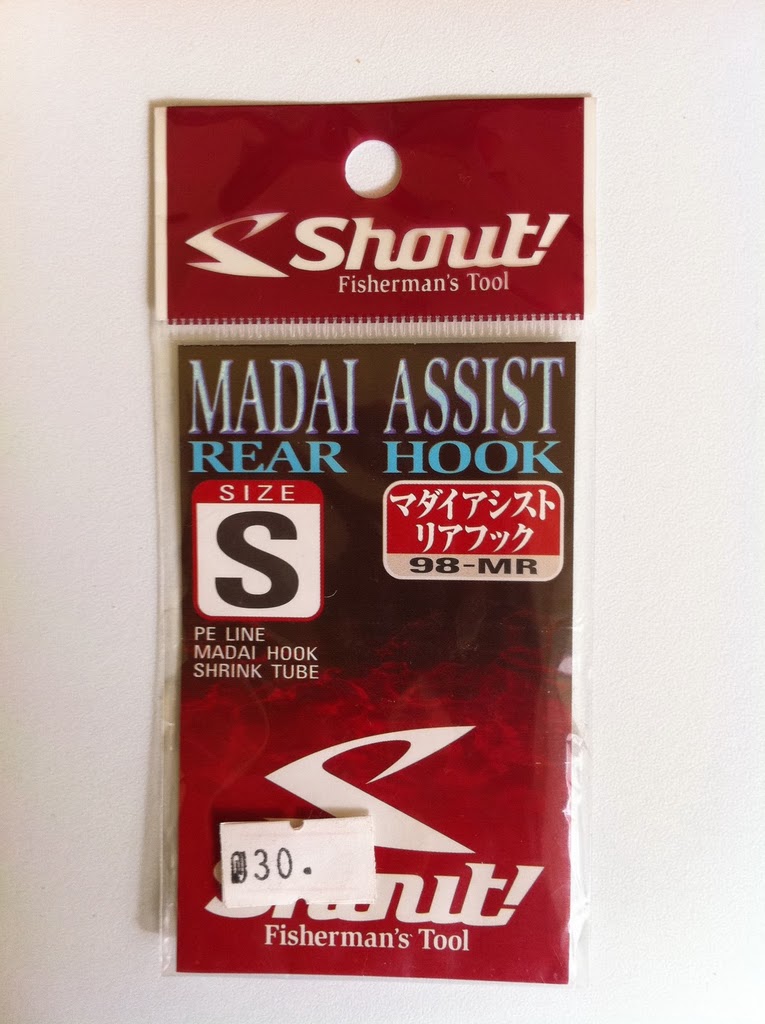 Shout!
Fisherman's Tool
MADAI ASSIST
REAR HOOK
SIZE
S
マダイアシスト
リアフック
98-MR
PE LINE
MADAI HOOK
SHRINK TUBE
30.
Shout!
Fisherman's Tool